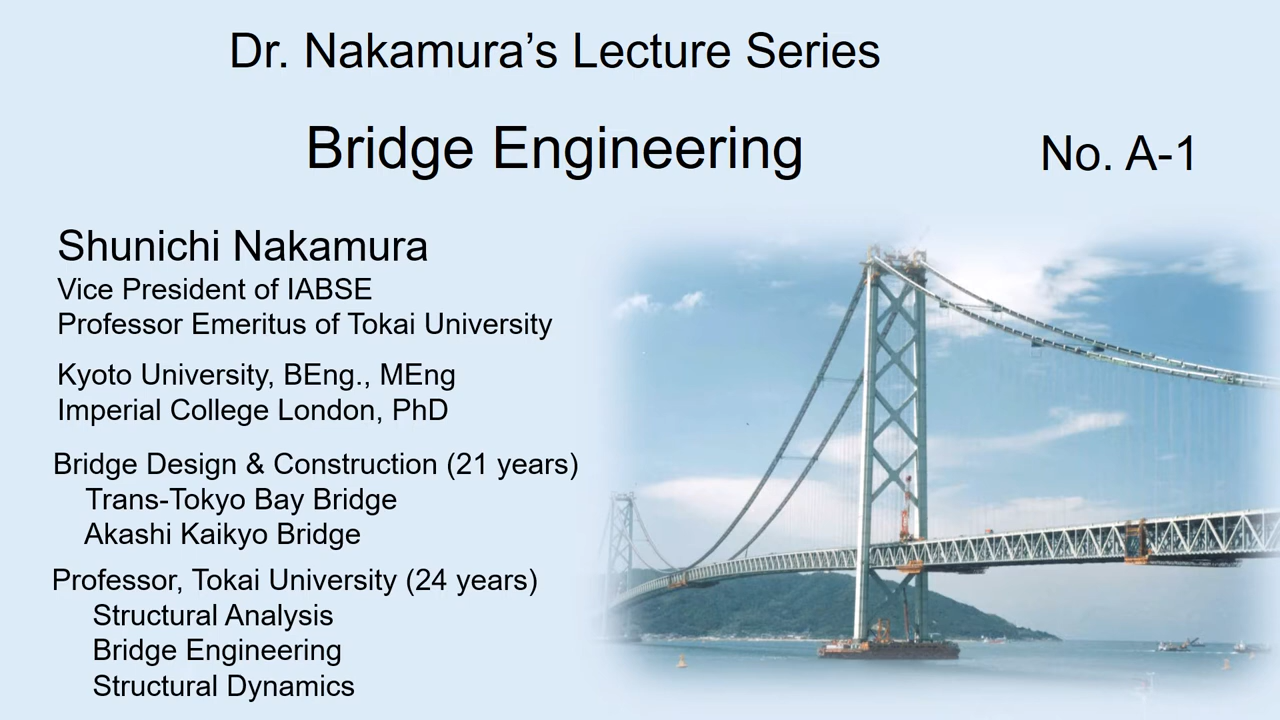 Dr. Nakamura’s Lecture Series
Bridge Engineering
No. A-1
Shunichi Nakamura
Vice President of IABSE
Professor Emeritus of Tokai University
Kyoto University, BEng., MEng
Imperial College London, PhD
Bridge Design & Construction (21 years)
Trans-Tokyo Bay Bridge
Akashi Kaikyo Bridge
Professor, Tokai University (24 years)
Structural Analysis
Bridge Engineering
Structural Dynamics